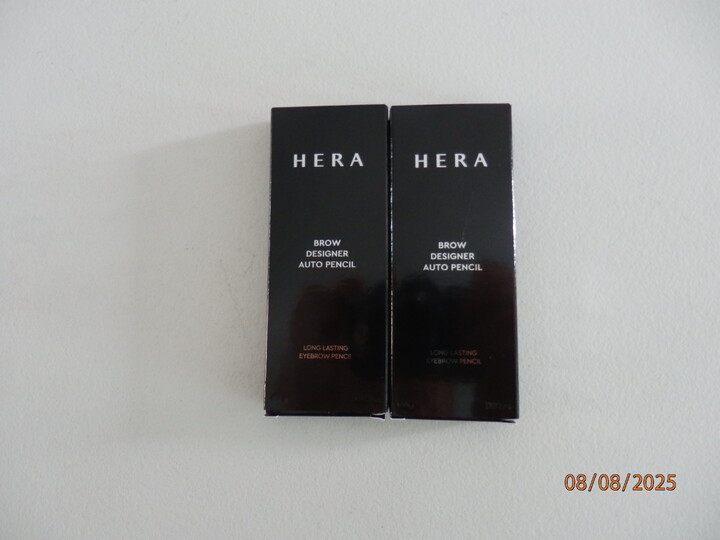 HERA
BROW
DESIGNER
AUTO PENCIL
LONG LASTING
EYEBROW PENCIL
HERA
BROW
DESIGNER
AUTO PENCIL
LONG LASTING
EYEBROW PENCIL
08/08/2025